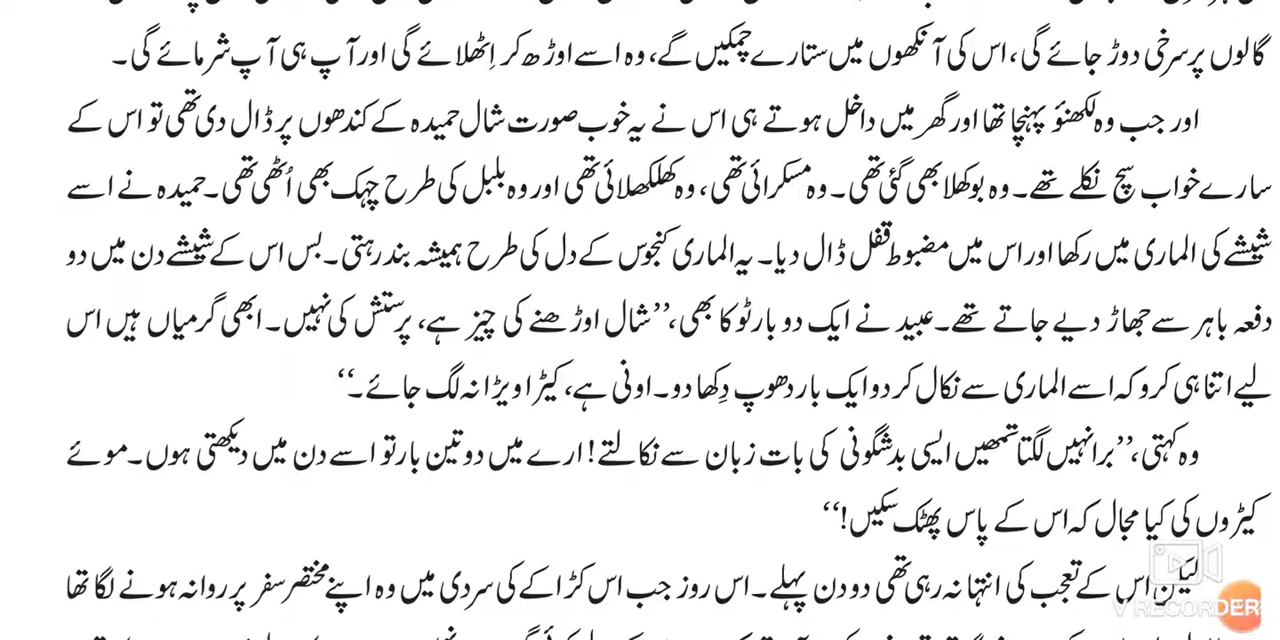 گالوں پر سرخی دوڑ جائے گی، اس کی آنکھوں میں ستارے چمکیں گے، وہ اسے اوڑھ کر اِٹھلائے گی اور آپ ہی آپ شرمائے گی۔
اور جب وہ لکھنؤ پہنچا تھا اور گھر میں داخل ہوتے ہی اس نے یہ خوب صورت شال حمیدہ کے کندھوں پر ڈال دی تھی تو اس کے
سارے خواب سچ نکلے تھے۔ وہ بوکھلا بھی گئی تھی۔ وہ مسکرائی تھی، وہ کھلکھلائی تھی اور وہ بلبل کی طرح چہک بھی اُٹھی تھی۔ حمیدہ نے اسے
شیشے کی الماری میں رکھا اور اس میں مضبوط قفل ڈال دیا۔ یہ الماری کنجوس کے دل کی طرح ہمیشہ بند رہتی۔ بس اس کے شیشے دن میں دو
دفعہ باہر سے جھاڑ دیے جاتے تھے۔ عبید نے ایک دو بار ٹوکا بھی، ’’شال اوڑھنے کی چیز ہے، پرستش کی نہیں۔ ابھی گرمیاں ہیں اس
لیے اتنا ہی کرو کہ اسے الماری سے نکال کر دو ایک بار دھوپ دِکھا دو۔ اونی ہے، کیڑا ویڑا نہ لگ جائے۔‘‘
وہ کہتی، ’’برا نہیں لگتا تمھیں ایسی بدشگونی کی بات زبان سے نکالتے! ارے میں دو تین بار تو اسے دن میں دیکھتی ہوں۔ موئے
کیڑوں کی کیا مجال کہ اس کے پاس پھٹک سکیں!‘‘
لیکن اس کے تعجب کی انتہا نہ رہی تھی دو دن پہلے۔ اس روز جب اس کڑاکے کی سردی میں وہ اپنے مختصر سفر پر روانہ ہونے لگا تھا
V RECORDER